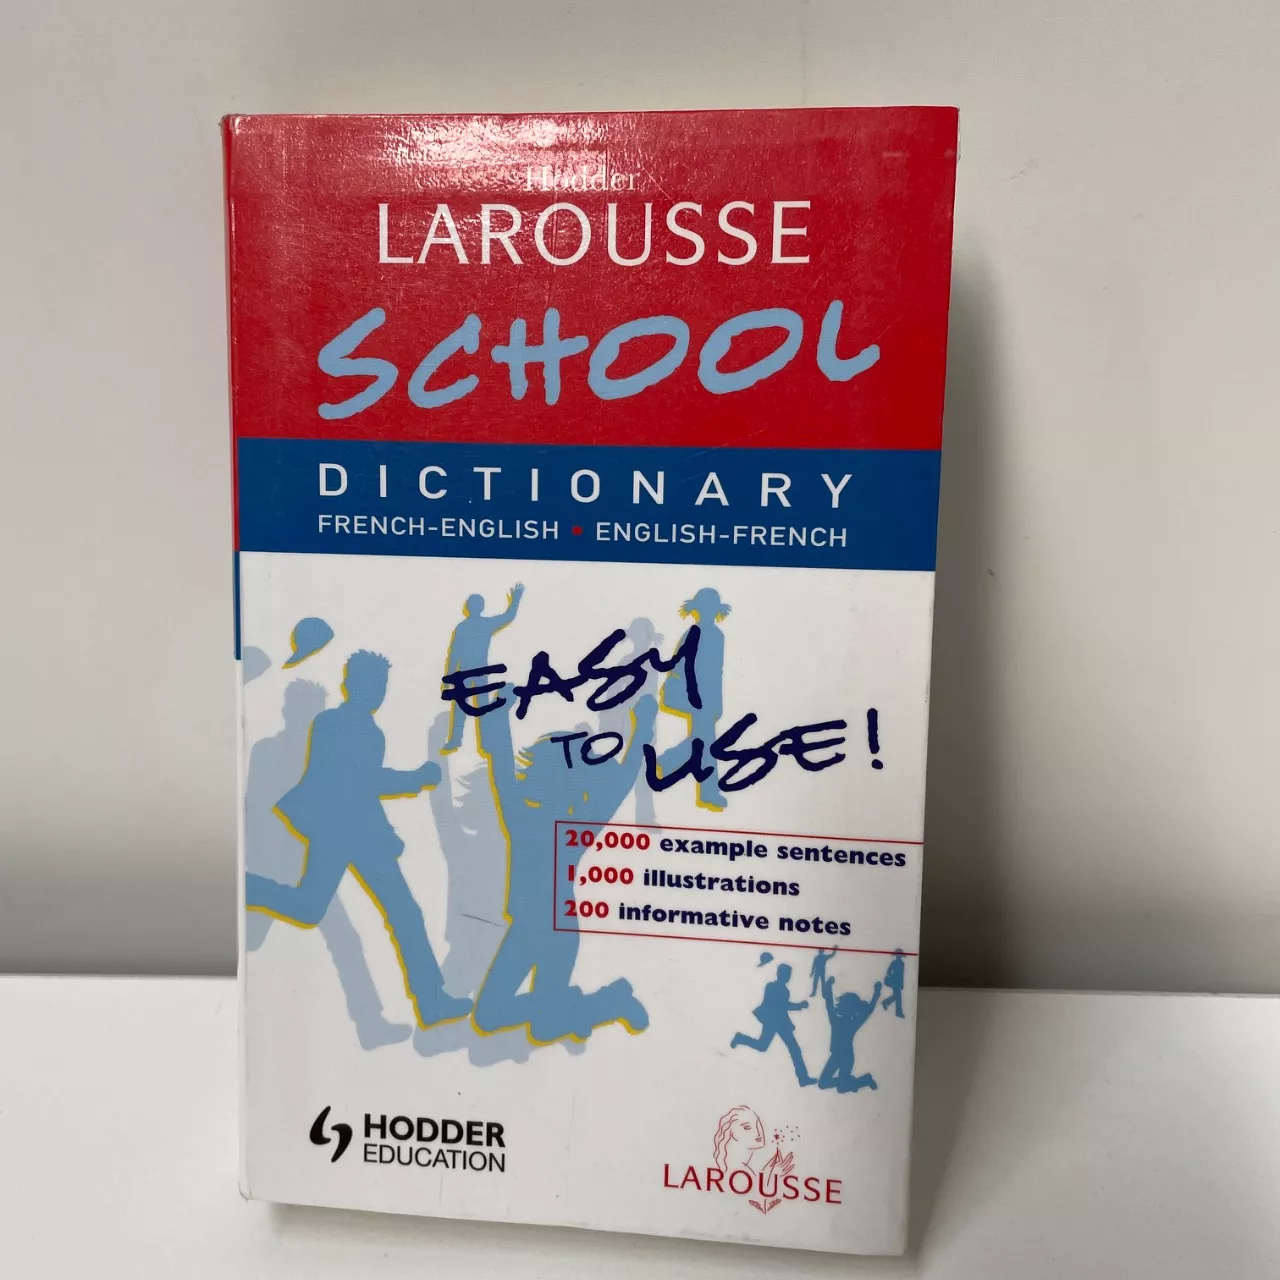 Hodder
LAROUSSE
SCHOOL
DICTIONARY
FRENCH-ENGLISH • ENGLISH-FRENCH
EASY
TO USE!
20,000 example sentences
1,000 illustrations
200 informative notes
HODDER
EDUCATION
LAROUSSE